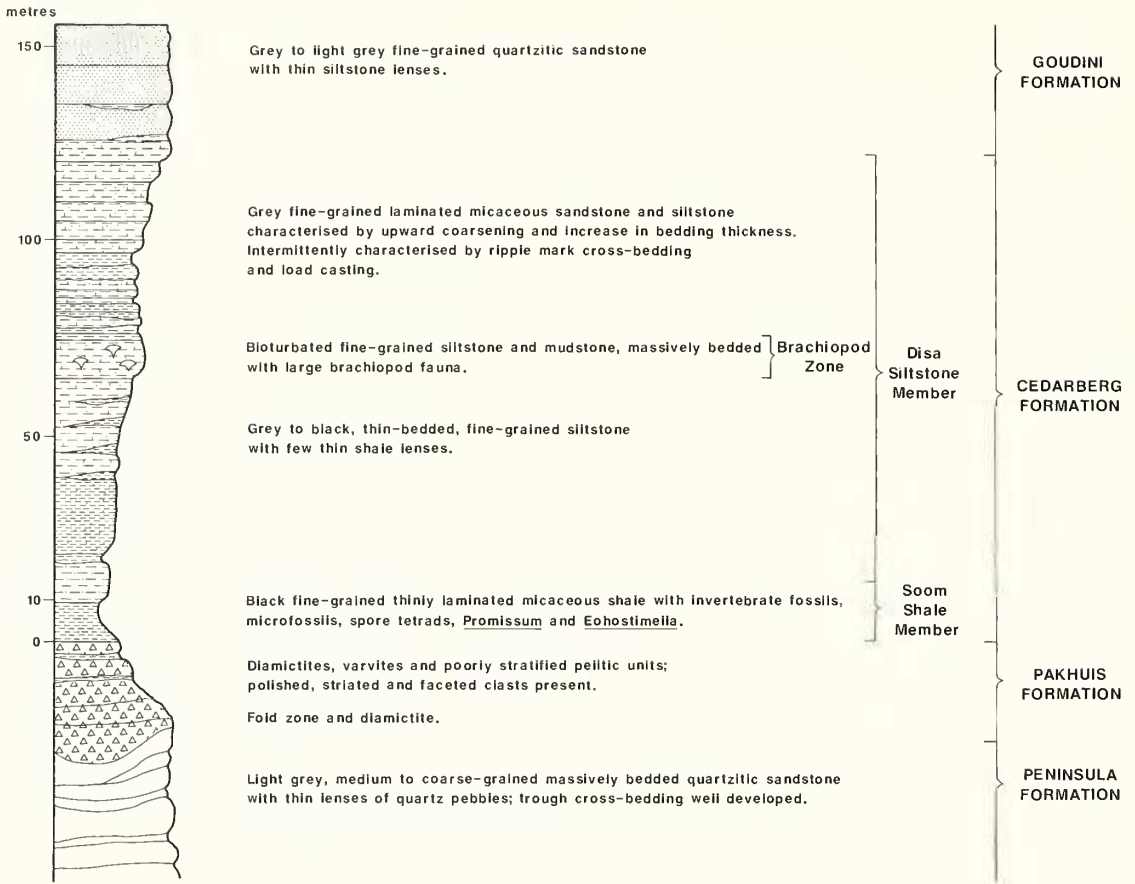 metres
150
Grey to light grey fine-grained quartzitic sandstone
with thin siltstone lenses.
GOUDINI
FORMATION
100
Grey fine-grained laminated micaceous sandstone and siltstone
characterised by upward coarsening and increase in bedding thickness.
Intermittently characterised by ripple mark cross-bedding
and load casting.
Bioturbated fine-grained siltstone and mudstone, massively bedded
with large brachiopod fauna.
Brachiopod
Zone
Disa
Siltstone
Member
CEDARBERG
FORMATION
50
Grey to black, thin-bedded, fine-grained siltstone
with few thin shale lenses.
10
Black fine-grained thinly laminated micaceous shale with invertebrate fossils,
microfossils, spore tetrads, Promissum and Eohostimella.
Soom
Shale
Member
0
Diamictites, varvites and poorly stratified pelitic units;
polished, striated and faceted clasts present.
Fold zone and diamictite.
PAKHUIS
FORMATION
Light grey, medium to coarse-grained massively bedded quartzitic sandstone
with thin lenses of quartz pebbles; trough cross-bedding well developed.
PENINSULA
FORMATION